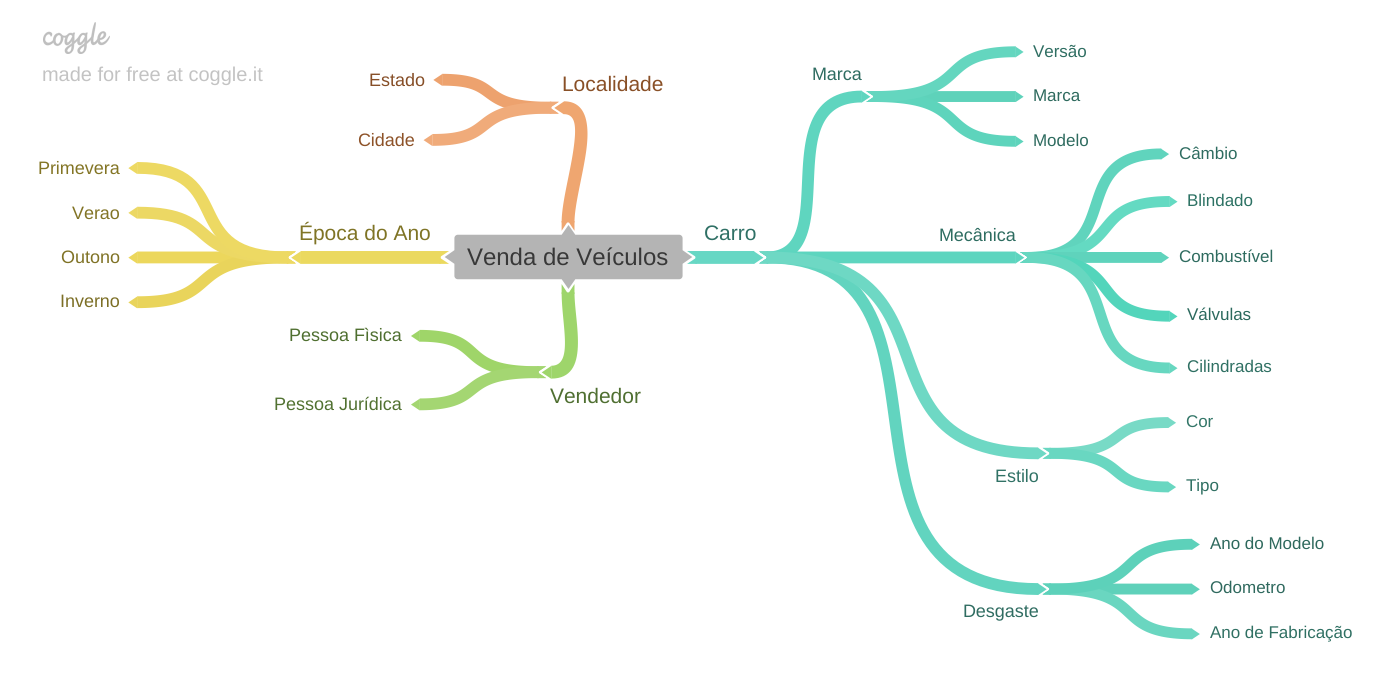 coggle
made for free at coggle.it
Venda de Veículos
Localidade
Estado
Cidade
Época do Ano
Primevera
Verao
Outono
Inverno
Vendedor
Pessoa Fìsica
Pessoa Jurídica
Carro
Marca
Versão
Marca
Modelo
Mecânica
Câmbio
Blindado
Combustível
Válvulas
Cilindradas
Estilo
Cor
Tipo
Desgaste
Ano do Modelo
Odometro
Ano de Fabricação